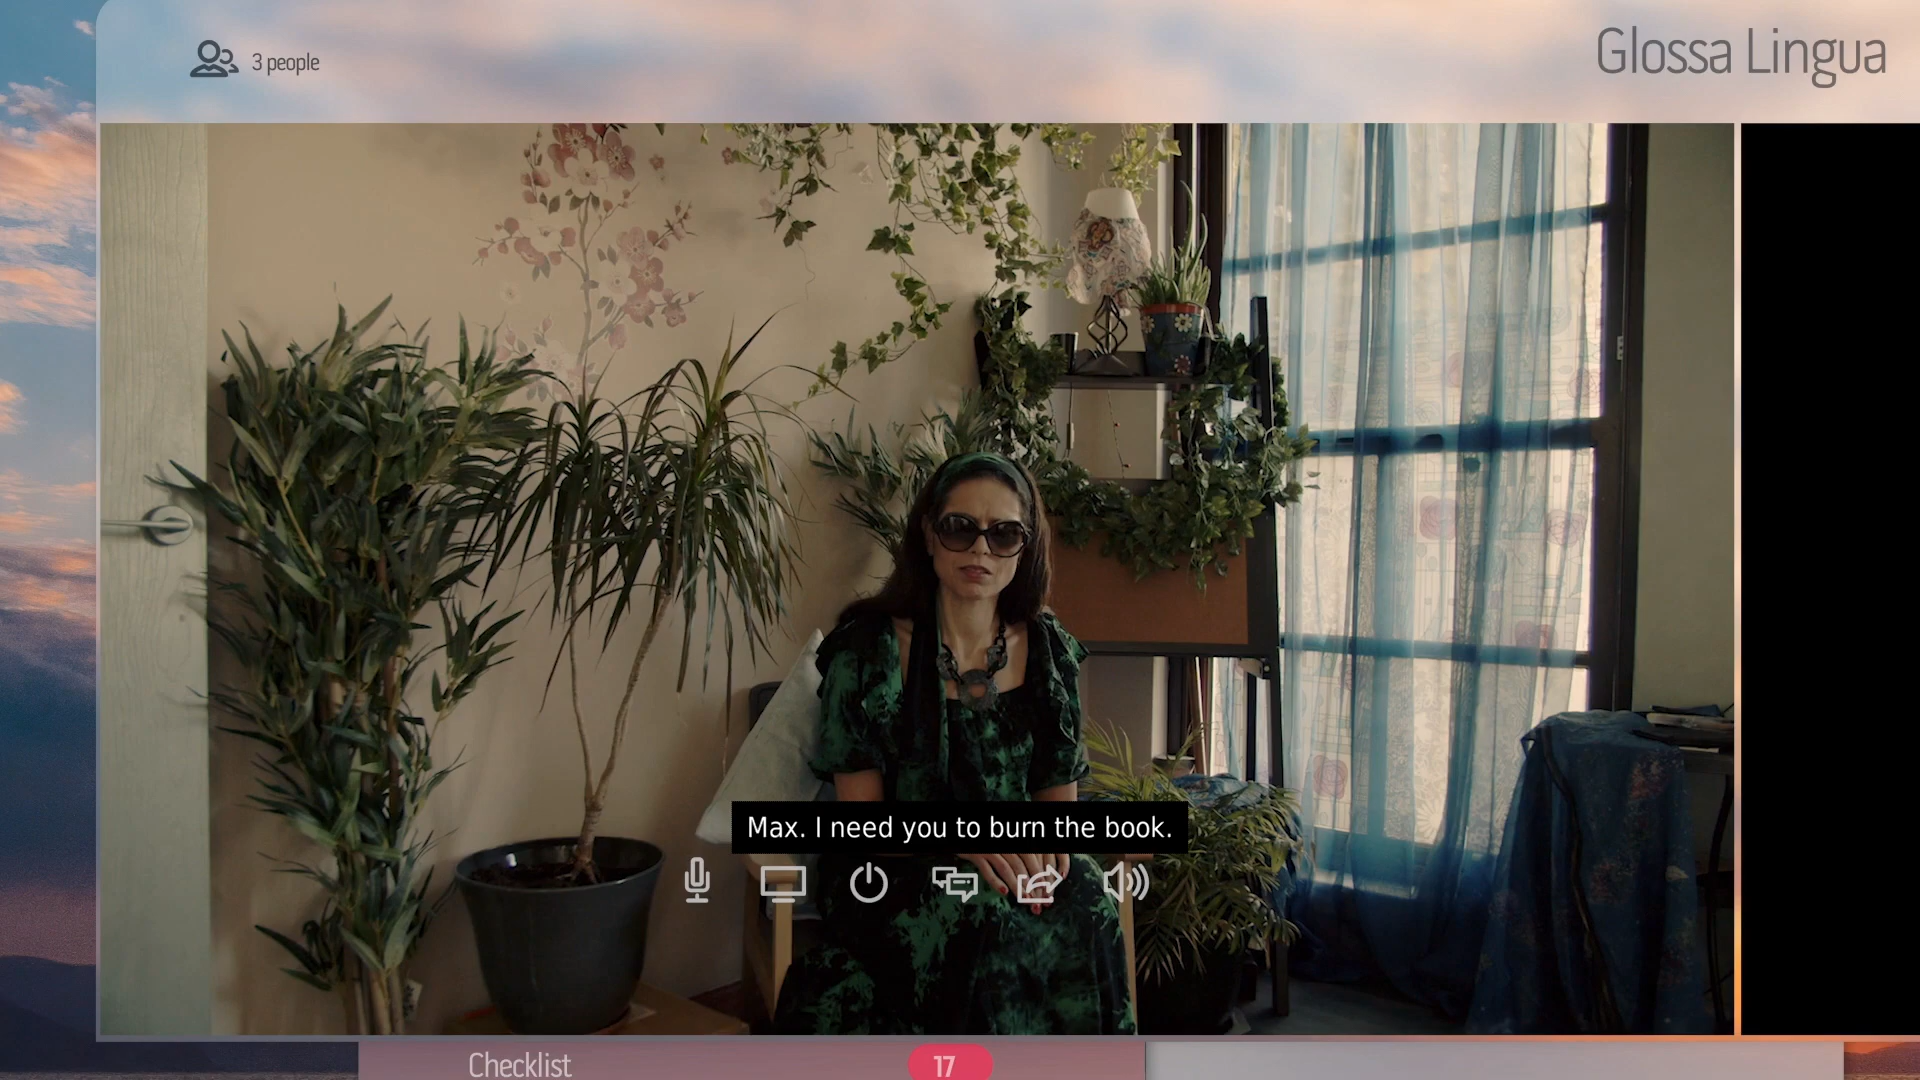 3 people
Glossa Lingua
Max. I need you to burn the book.
Checklist
17